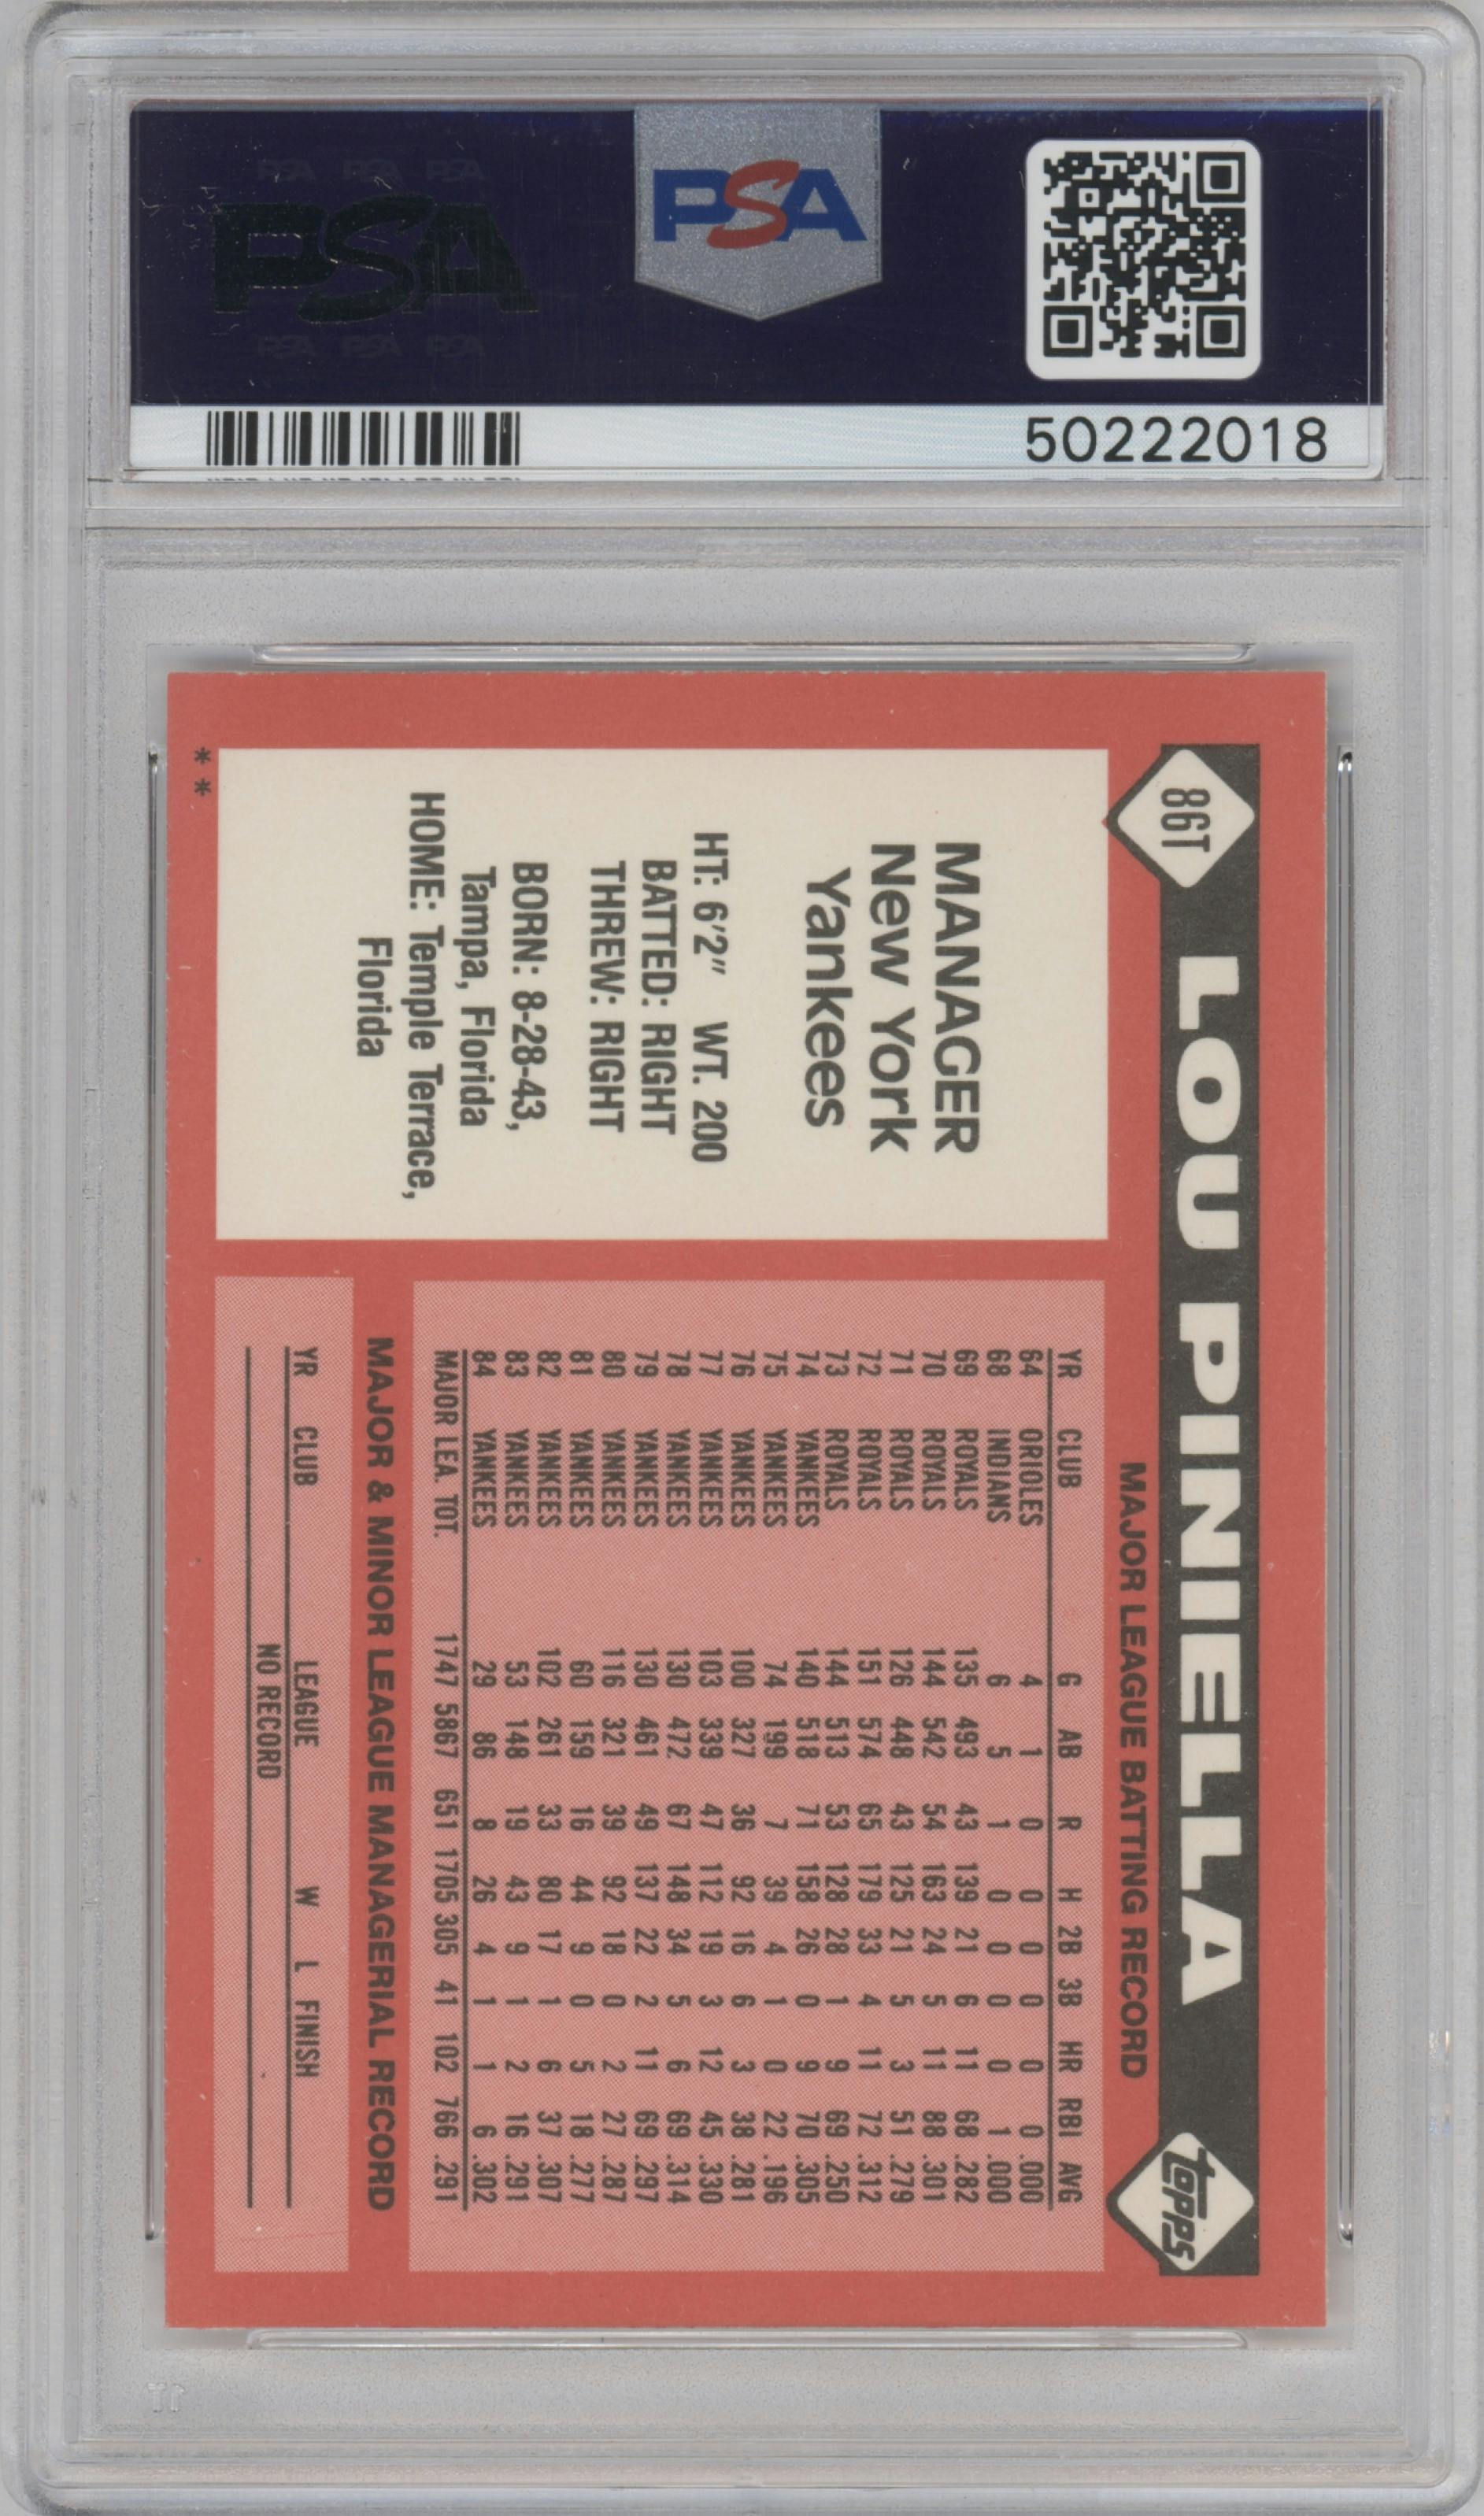 PSA PSA PSA
PSA
PSA PSA PSA
PSA
50222018
86T
LOU PINIELLA
topps
MANAGER
New York
Yankees
HT: 6'2" WT. 200
BATTED: RIGHT
THREW: RIGHT
BORN: 8-28-43,
Tampa, Florida
HOME: Temple Terrace,
Florida
**
MAJOR LEAGUE BATTING RECORD
YR CLUB G AB R H 2B 3B HR RBI AVG
64 ORIOLES 4 1 0 0 0 0 0 0 .000
68 INDIANS 6 5 1 0 0 0 0 1 .000
69 ROYALS 135 493 43 139 21 6 11 68 .282
70 ROYALS 144 542 54 163 24 5 11 88 .301
71 ROYALS 126 448 43 125 21 5 3 51 .279
72 ROYALS 151 574 65 179 33 4 11 72 .312
73 ROYALS 144 513 53 128 28 1 9 69 .250
74 YANKEES 140 518 71 158 26 0 9 70 .305
75 YANKEES 74 199 7 39 4 1 0 22 .196
76 YANKEES 100 327 36 92 16 6 3 38 .281
77 YANKEES 103 339 47 112 19 3 12 45 .330
78 YANKEES 130 472 67 148 34 5 6 69 .314
79 YANKEES 130 461 49 137 22 2 11 69 .297
80 YANKEES 116 321 39 92 18 0 2 27 .287
81 YANKEES 60 159 16 44 9 0 5 18 .277
82 YANKEES 102 261 33 80 17 1 6 37 .307
83 YANKEES 53 148 19 43 9 1 2 16 .291
84 YANKEES 29 86 8 26 4 1 1 6 .302
MAJOR LEA. TOT. 1747 5867 651 1705 305 41 102 766 .291
MAJOR & MINOR LEAGUE MANAGERIAL RECORD
YR CLUB LEAGUE W L FINISH
NO RECORD